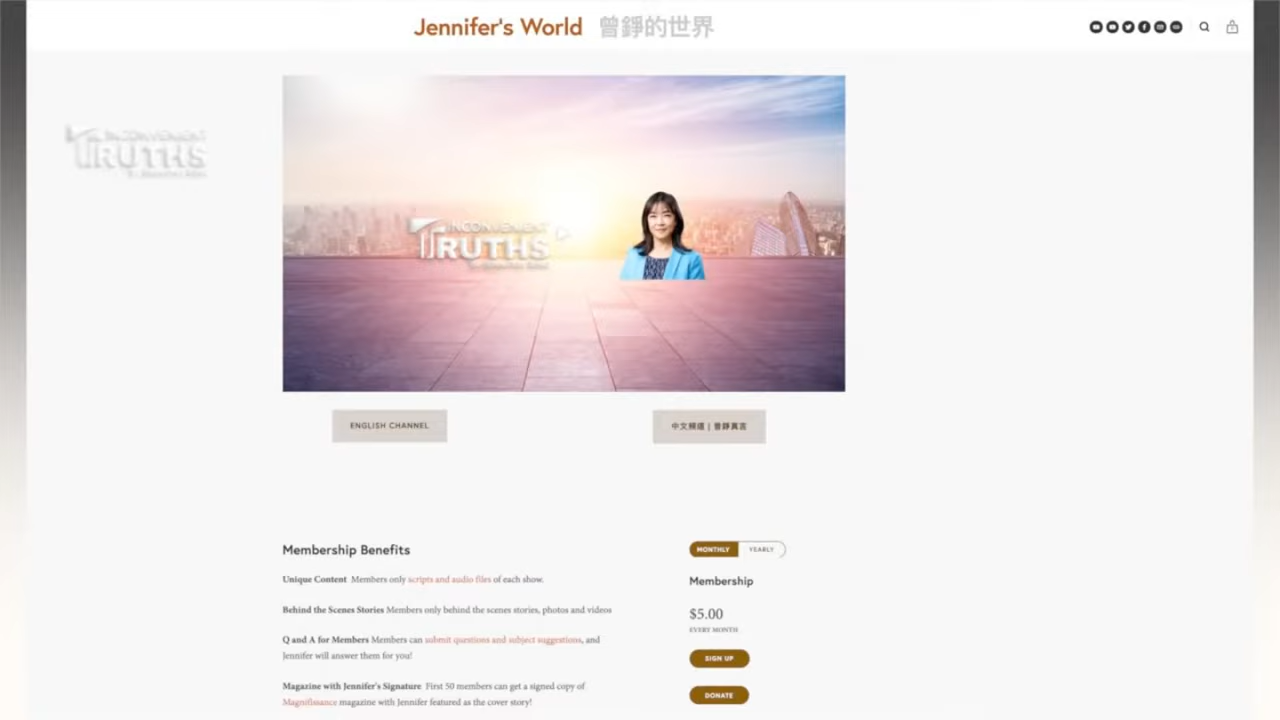 Jennifer's World 曾錚的世界
INCONVENIENT
TRUTHS
INCONVENIENT
TRUTHS
ENGLISH CHANNEL
中文頻道 | 曾錚真言
Membership Benefits
MONTHLY YEARLY
Unique Content Members only scripts and audio files of each show.
Membership
Behind the Scenes Stories Members only behind the scenes stories, photos and videos
$5.00
EVERY MONTH
Q and A for Members Members can submit questions and subject suggestions, and
Jennifer will answer them for you!
SIGN UP
Magazine with Jennifer's Signature First 50 members can get a signed copy of
Magnifissance magazine with Jennifer featured as the cover story!
DONATE